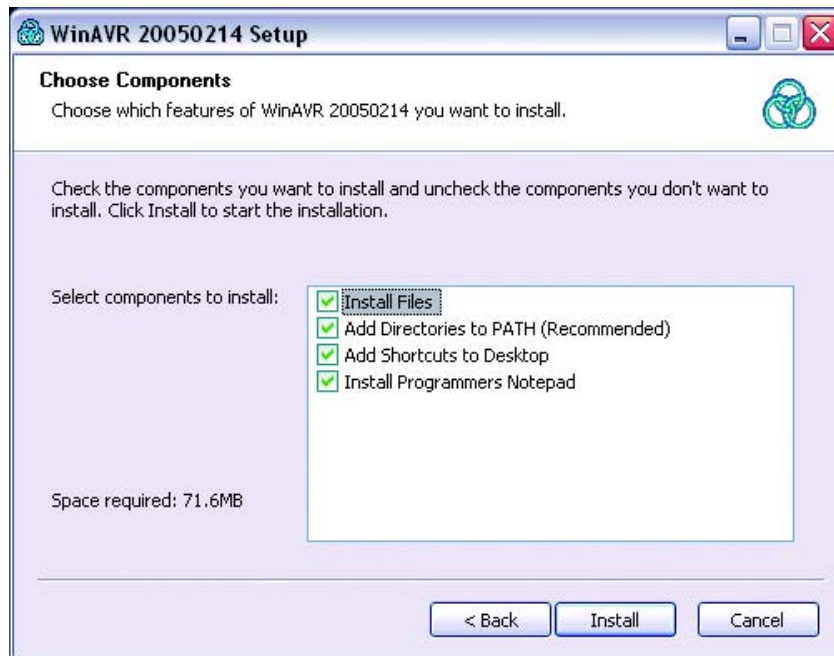 WinAVR 20050214 Setup
Choose Components
Choose which features of WinAVR 20050214 you want to install.
Check the components you want to install and uncheck the components you don't want to
install. Click Install to start the installation.
Select components to install:
Install Files
Add Directories to PATH (Recommended)
Add Shortcuts to Desktop
Install Programmers Notepad
Space required: 71.6MB
< Back
Install
Cancel